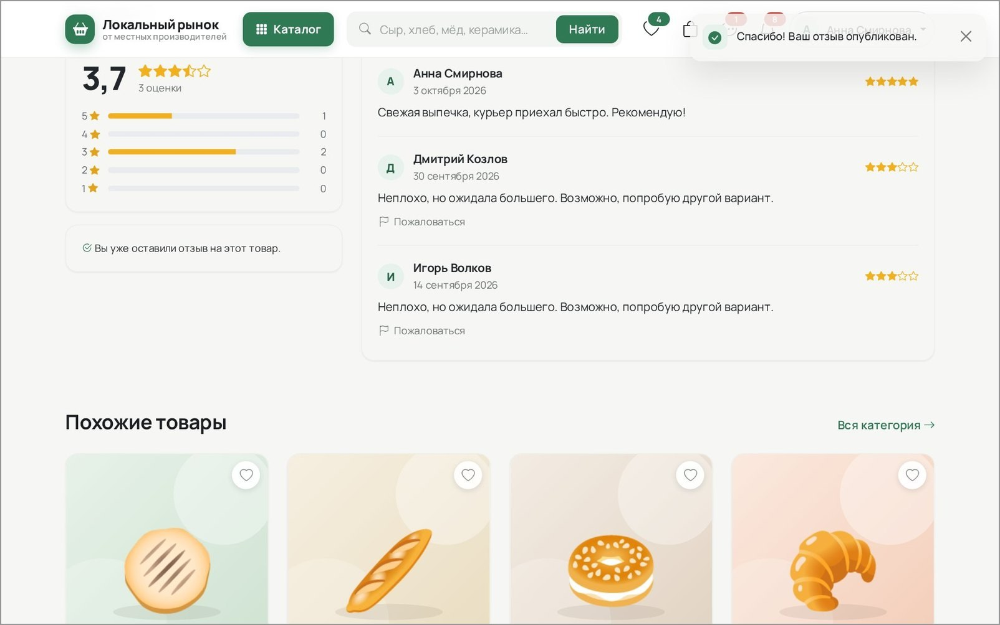 Локальный рынок
от местных производителей
Каталог
Сыр, хлеб, мёд, керамика...
Найти
4
1
8
А
Анна Смирнова
Спасибо! Ваш отзыв опубликован.
3,7
3 оценки
5
1
4
0
3
2
2
0
1
0
Вы уже оставили отзыв на этот товар.
А
Анна Смирнова
3 октября 2026
Свежая выпечка, курьер приехал быстро. Рекомендую!
Д
Дмитрий Козлов
30 сентября 2026
Неплохо, но ожидала большего. Возможно, попробую другой вариант.
Пожаловаться
И
Игорь Волков
14 сентября 2026
Неплохо, но ожидала большего. Возможно, попробую другой вариант.
Пожаловаться
Похожие товары
Вся категория